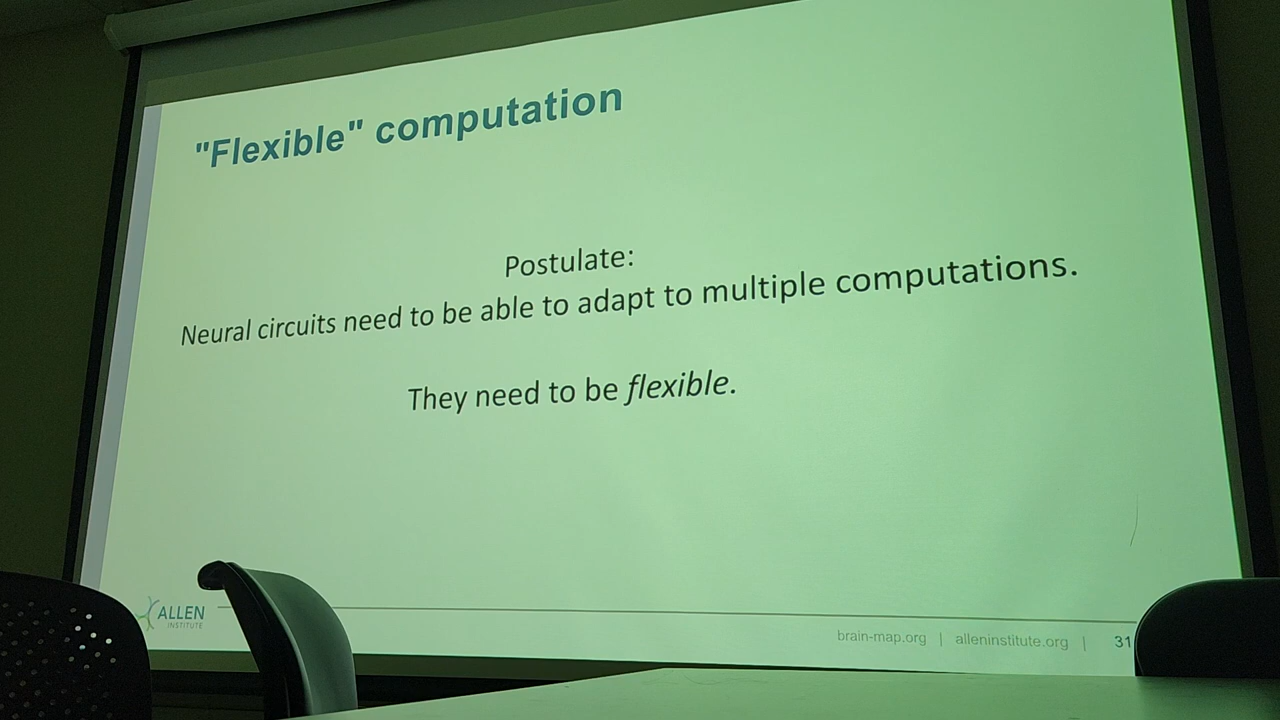 "Flexible" computation
Postulate:
Neural circuits need to be able to adapt to multiple computations.
They need to be flexible.
ALLEN
INSTITUTE
brain-map.org | alleninstitute.org | 31